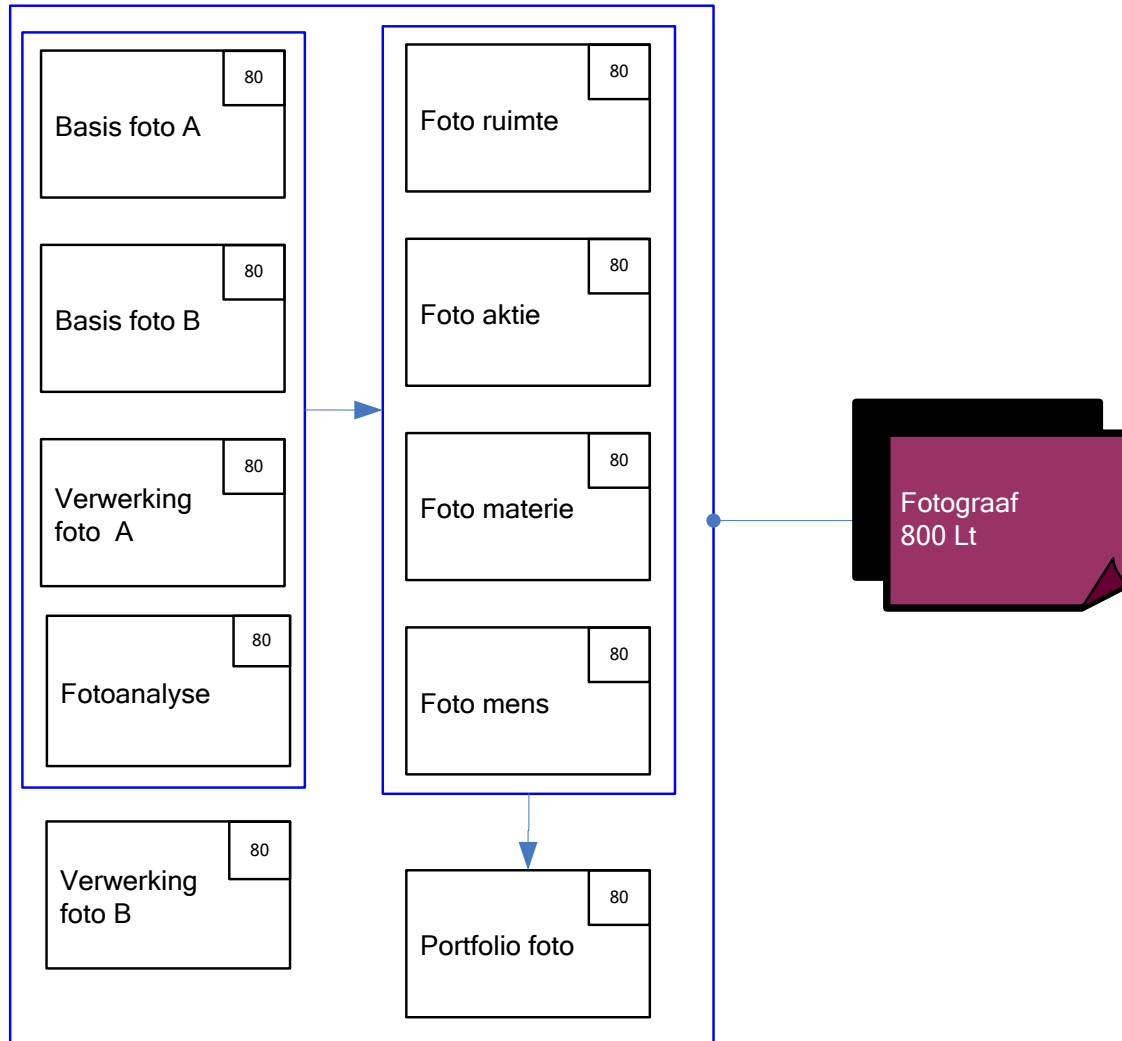 80
Basis foto A
80
Basis foto B
80
Verwerking
foto  A
80
Fotoanalyse
80
Verwerking
foto B
80
Foto ruimte
80
Foto aktie
80
Foto materie
80
Foto mens
80
Portfolio foto
Fotograaf
800 Lt